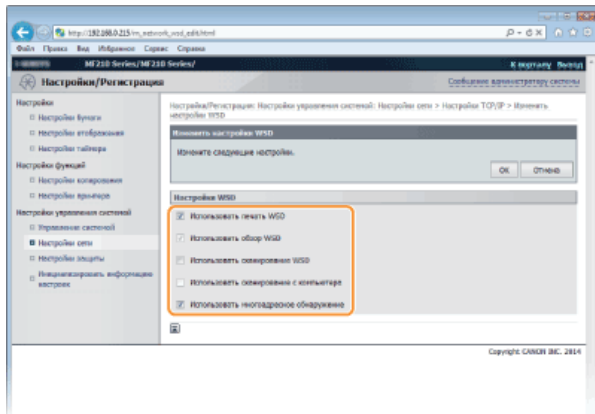 http://192.168.0.215/m_network_wsd_edit.html
Файл Правка Вид Избранное Сервис Справка
MF210 Series/MF210 Series/
К порталу Выход
Настройки/Регистрация
Сообщение администратору системы
Настройки
Настройки бумаги
Настройки отображения
Настройки таймера
Настройки функций
Настройки копирования
Настройки принтера
Настройки управления системой
Управление системой
Настройки сети
Настройки защиты
Инициализировать информацию настроек
Настройки/Регистрация: Настройки управления системой: Настройки сети > Настройки TCP/IP > Изменить
настройки WSD
Изменить настройки WSD
Измените следующие настройки.
OK Отмена
Настройки WSD
Использовать печать WSD
Использовать обзор WSD
Использовать сканирование WSD
Использовать сканирование с компьютера
Использовать многоадресное обнаружение
Copyright CANON INC. 2014